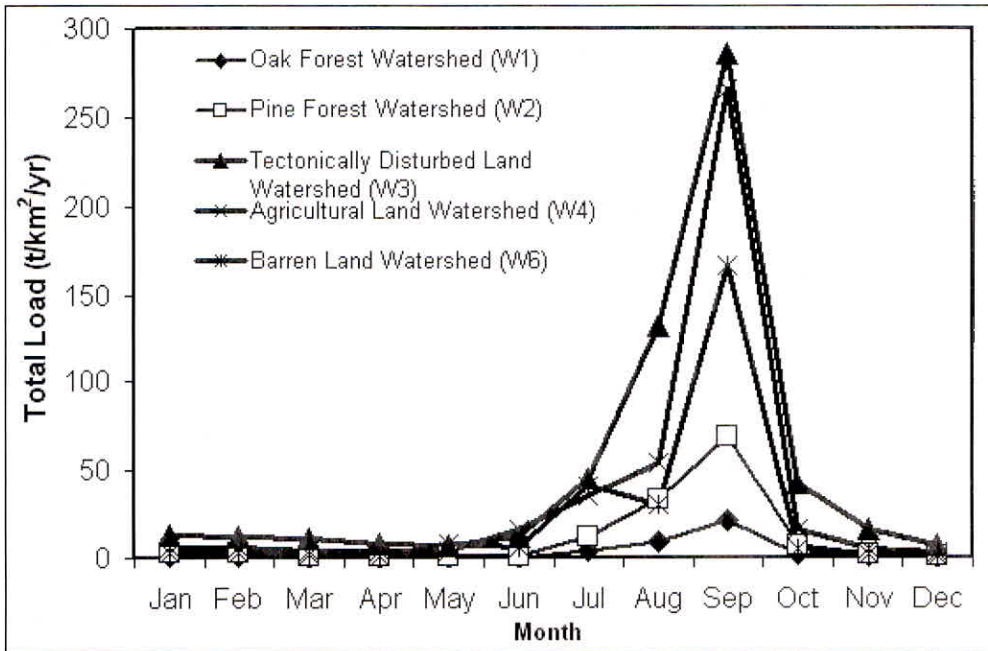 Total Load (t/km²/yr)
300
250
200
150
100
50
0
Oak Forest Watershed (W1)
Pine Forest Watershed (W2)
Tectonically Disturbed Land
Watershed (W3)
Agricultural Land Watershed (W4)
Barren Land Watershed (W6)
Jan Feb Mar Apr May Jun Jul Aug Sep Oct Nov Dec
Month